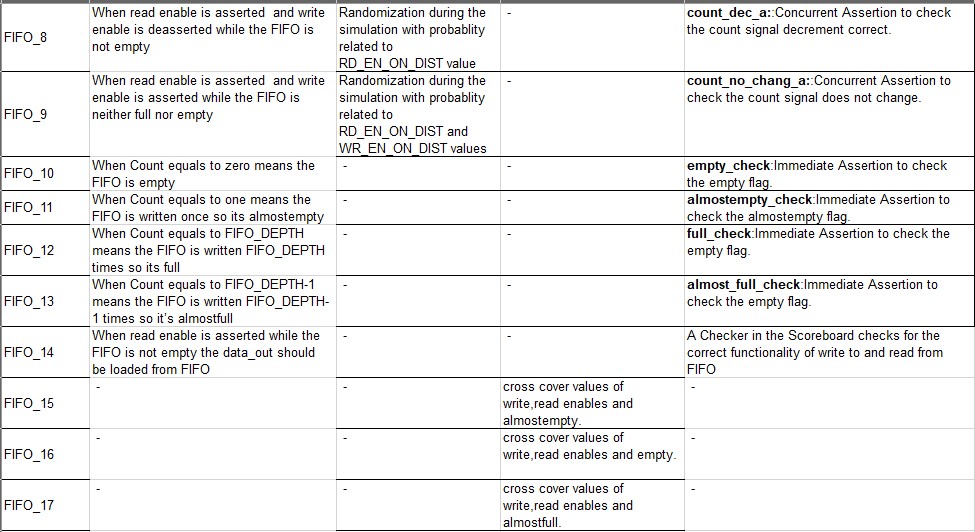 FIFO_8
When read enable is asserted  and write
enable is deasserted while the FIFO is
not empty
Randomization during the
simulation with probablity
related to
RD_EN_ON_DIST value
-
count_dec_a::Concurrent Assertion to check
the count signal decrement correct.
FIFO_9
When read enable is asserted  and write
enable is asserted while the FIFO is
neither full nor empty
Randomization during the
simulation with probablity
related to
RD_EN_ON_DIST and
WR_EN_ON_DIST values
-
count_no_chang_a::Concurrent Assertion to
check the count signal does not change.
FIFO_10
When Count equals to zero means the
FIFO is empty
-
-
empty_check:Immediate Assertion to check
the empty flag.
FIFO_11
When Count equals to one means the
FIFO is written once so its almostempty
-
-
almostempty_check:Immediate Assertion to
check the almostempty flag.
FIFO_12
When Count equals to FIFO_DEPTH
means the FIFO is written FIFO_DEPTH
times so its full
-
-
full_check:Immediate Assertion to check the
empty flag.
FIFO_13
When Count equals to FIFO_DEPTH-1
means the FIFO is written FIFO_DEPTH-
1 times so it's almostfull
-
-
almost_full_check:Immediate Assertion to
check the empty flag.
FIFO_14
When read enable is asserted while the
FIFO is not empty the data_out should
be loaded from FIFO
-
-
A Checker in the Scoreboard checks for the
correct functionality of write to and read from
FIFO
FIFO_15
-
-
cross cover values of
write,read enables and
almostempty.
-
FIFO_16
-
-
cross cover values of
write,read enables and empty.
-
FIFO_17
-
-
cross cover values of
write,read enables and
almostfull.
-